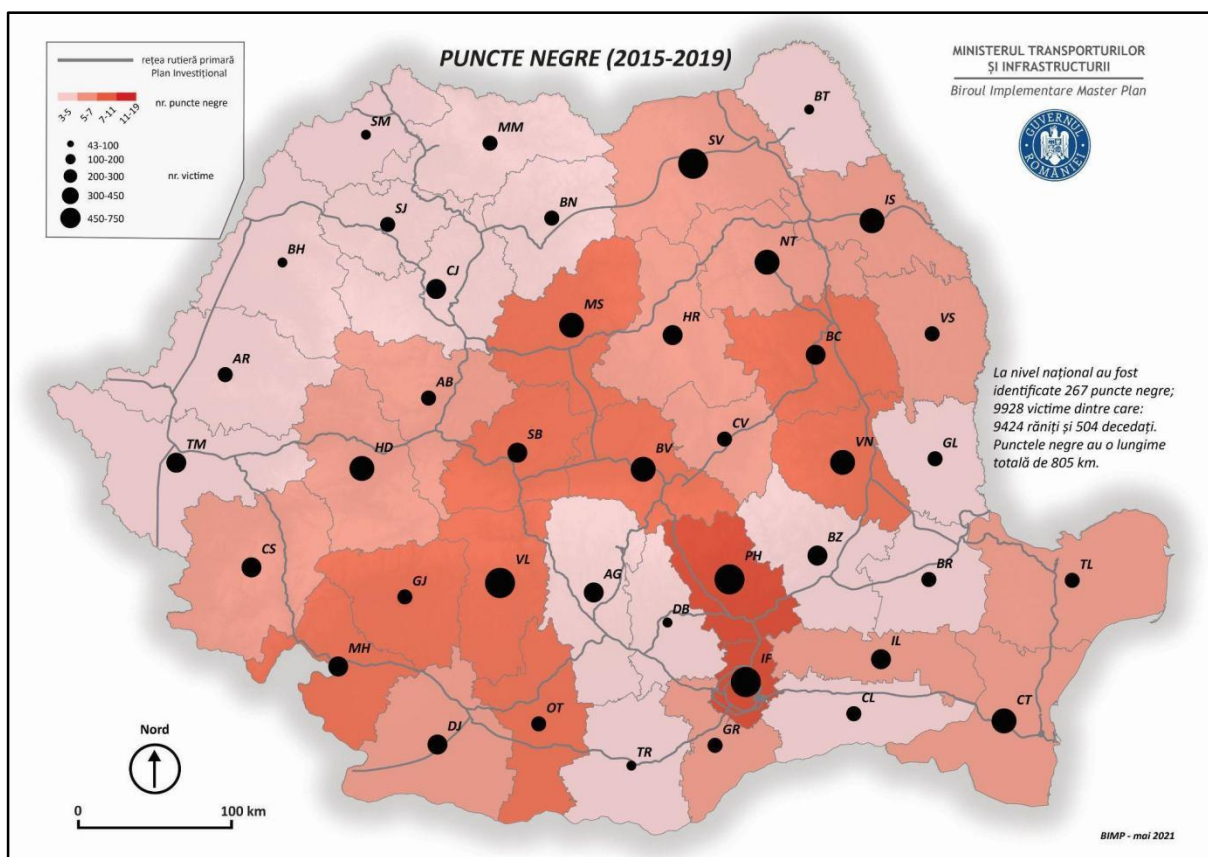 PUNCTE NEGRE (2015-2019)
MINISTERUL TRANSPORTURILOR
ȘI INFRASTRUCTURII
Biroul Implementare Master Plan
GUVERNUL
ROMÂNIEI
rețea rutieră primară
Plan Investițional
nr. puncte negre
3-5
5-7
7-11
11-19
43-100
100-200
200-300
300-450
450-750
nr. victime
BT
SM
MM
SV
SJ
BN
IS
BH
CJ
NT
MS
HR
BC
VS
AR
AB
La nivel național au fost
identificate 267 puncte negre;
9928 victime dintre care:
9424 răniți și 504 decedați.
Punctele negre au o lungime
totală de 805 km.
TM
HD
SB
BV
CV
VN
GL
CS
GJ
VL
AG
PH
BZ
BR
TL
DB
MH
IF
IL
DJ
OT
GR
CL
CT
TR
Nord
0
100 km
BIMP - mai 2021